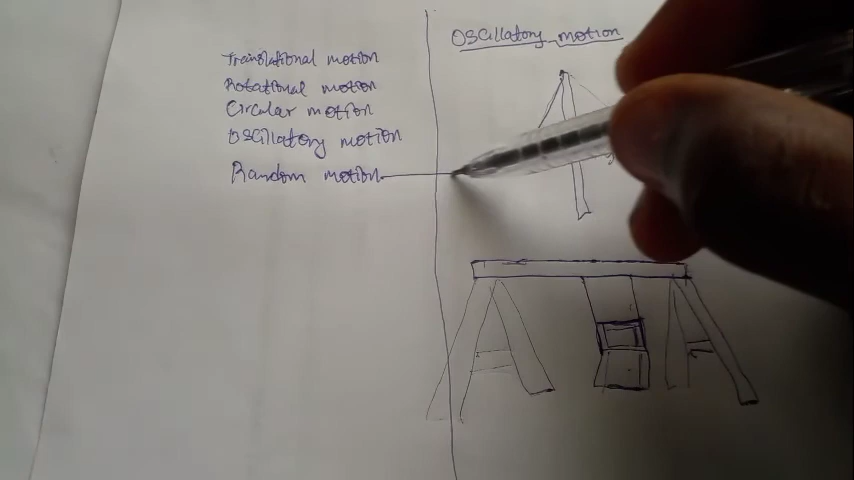 Translational motion
Rotational motion
Circular motion
Oscillatory motion
Random motion
Oscillatory motion